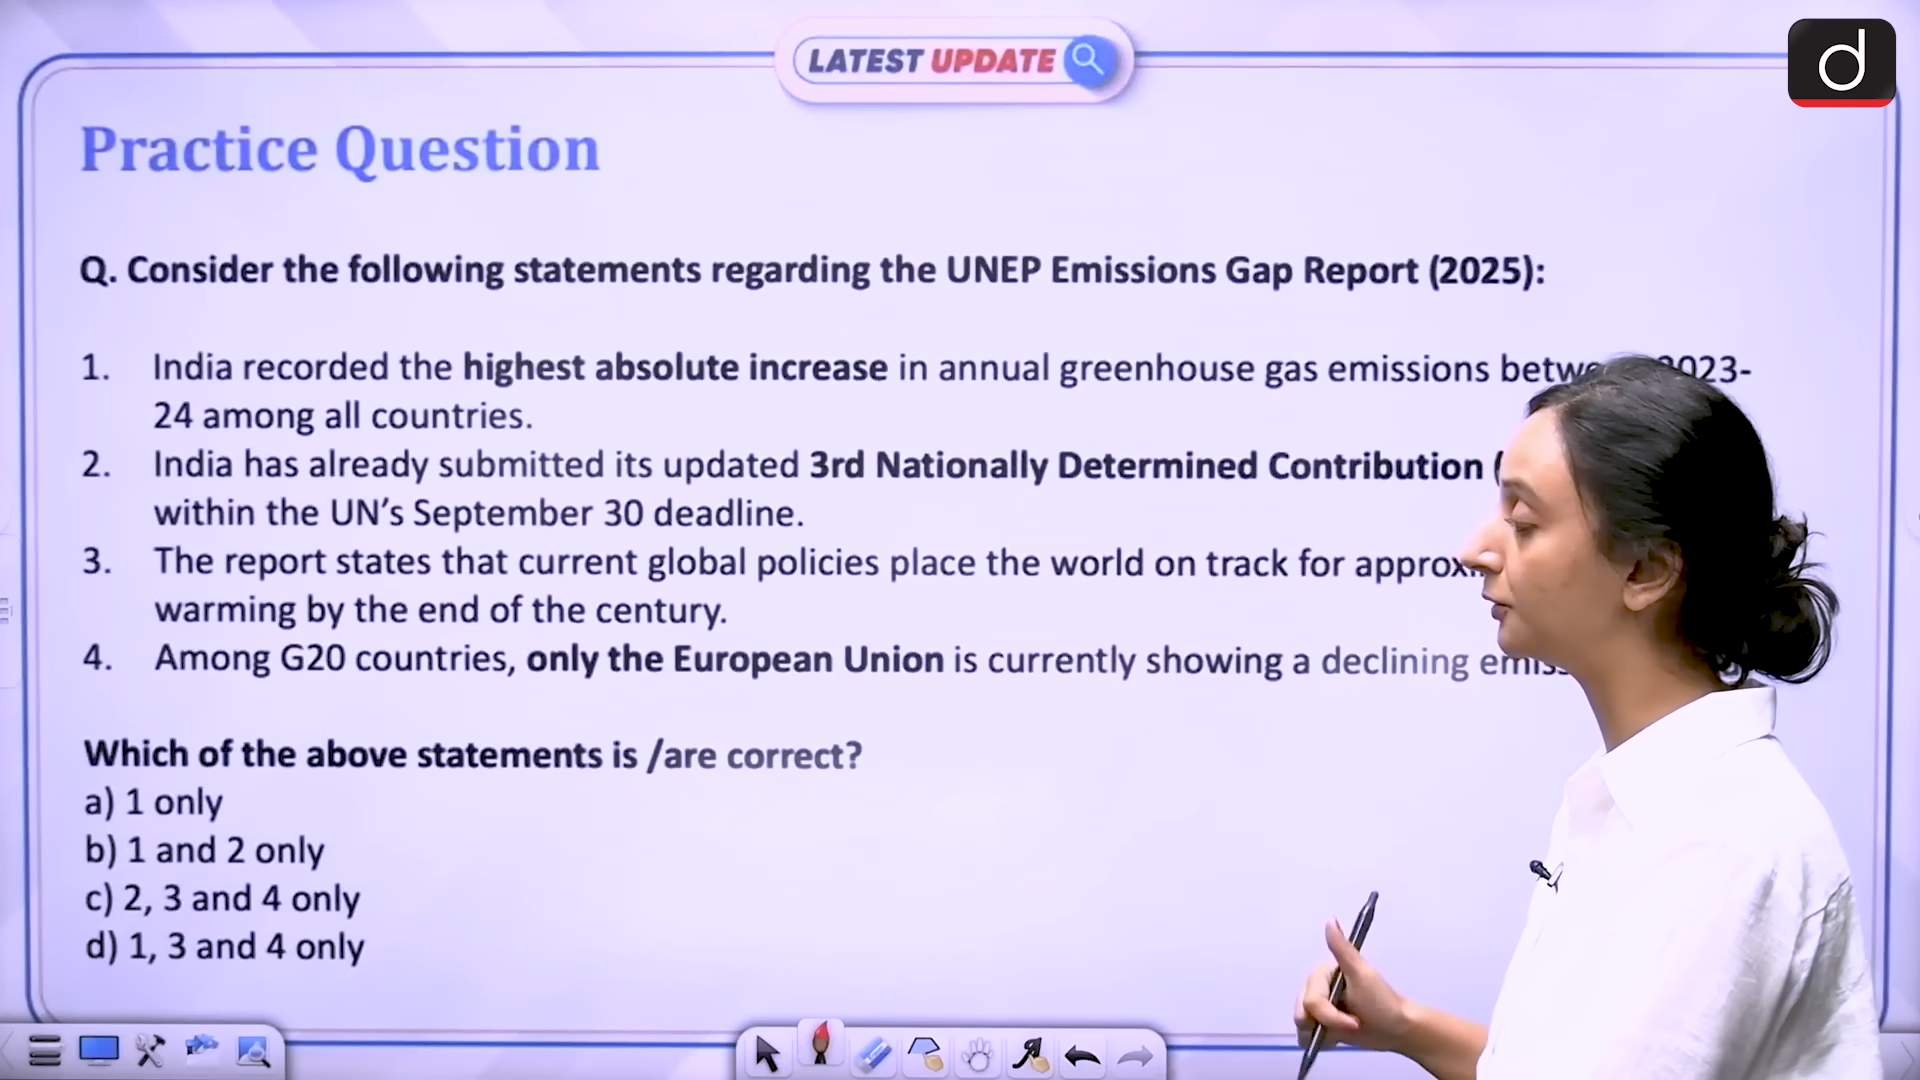 LATEST UPDATE
d
Practice Question
Q. Consider the following statements regarding the UNEP Emissions Gap Report (2025):
1. India recorded the highest absolute increase in annual greenhouse gas emissions 2023-
24 among all countries.
2. India has already submitted its updated 3rd Nationally Determined Contribution
within the UN's September 30 deadline.
3. The report states that current global policies place the world on track for
warming by the end of the century.
4. Among G20 countries, only the European Union is currently showing a declining
Which of the above statements is /are correct?
a) 1 only
b) 1 and 2 only
c) 2, 3 and 4 only
d) 1, 3 and 4 only